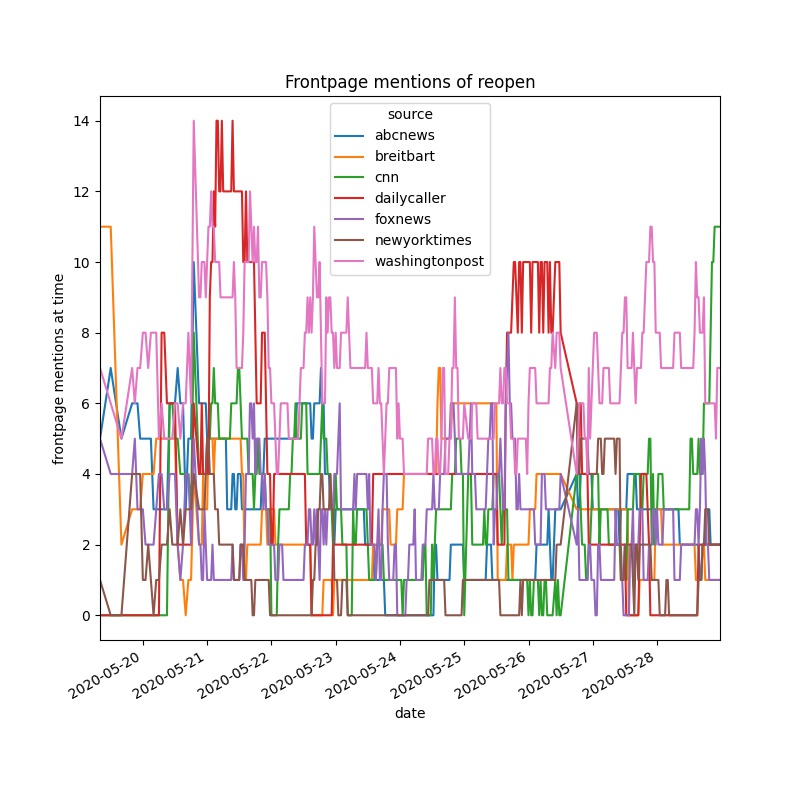 Frontpage mentions of reopen
source
abcnews
breitbart
cnn
dailycaller
foxnews
newyorktimes
washingtonpost
frontpage mentions at time
14
12
10
8
6
4
2
0
2020-05-20
2020-05-21
2020-05-22
2020-05-23
2020-05-24
2020-05-25
2020-05-26
2020-05-27
2020-05-28
date